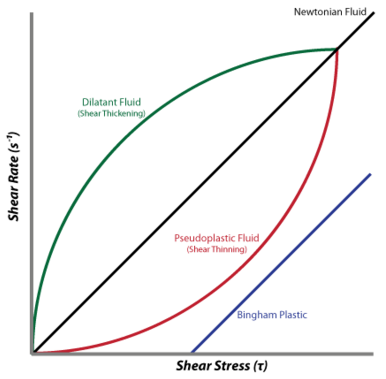 Newtonian Fluid
Dilatant Fluid
(Shear Thickening)
Shear Rate (s⁻¹)
Pseudoplastic Fluid
(Shear Thinning)
Bingham Plastic
Shear Stress (τ)